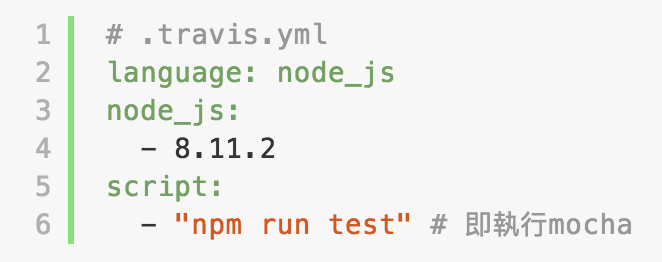 1 # .travis.yml
2 language: node_js
3 node_js:
4   - 8.11.2
5 script:
6   - "npm run test" # 即執行mocha